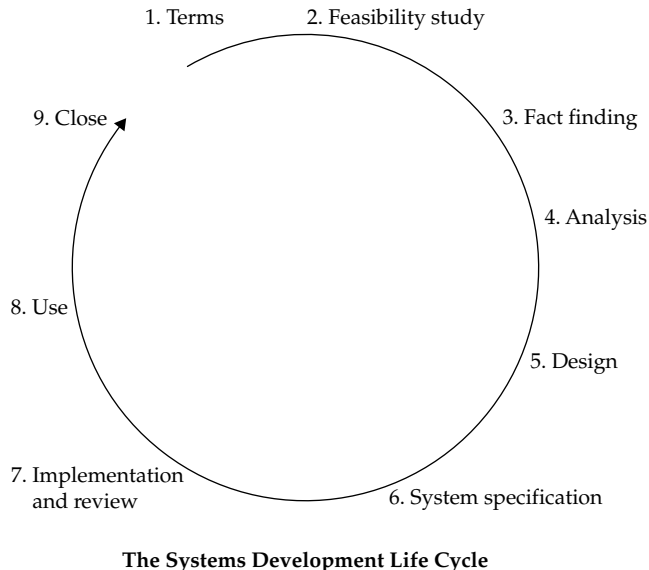 1. Terms
2. Feasibility study
3. Fact finding
4. Analysis
5. Design
6. System specification
7. Implementation
and review
8. Use
9. Close
The Systems Development Life Cycle